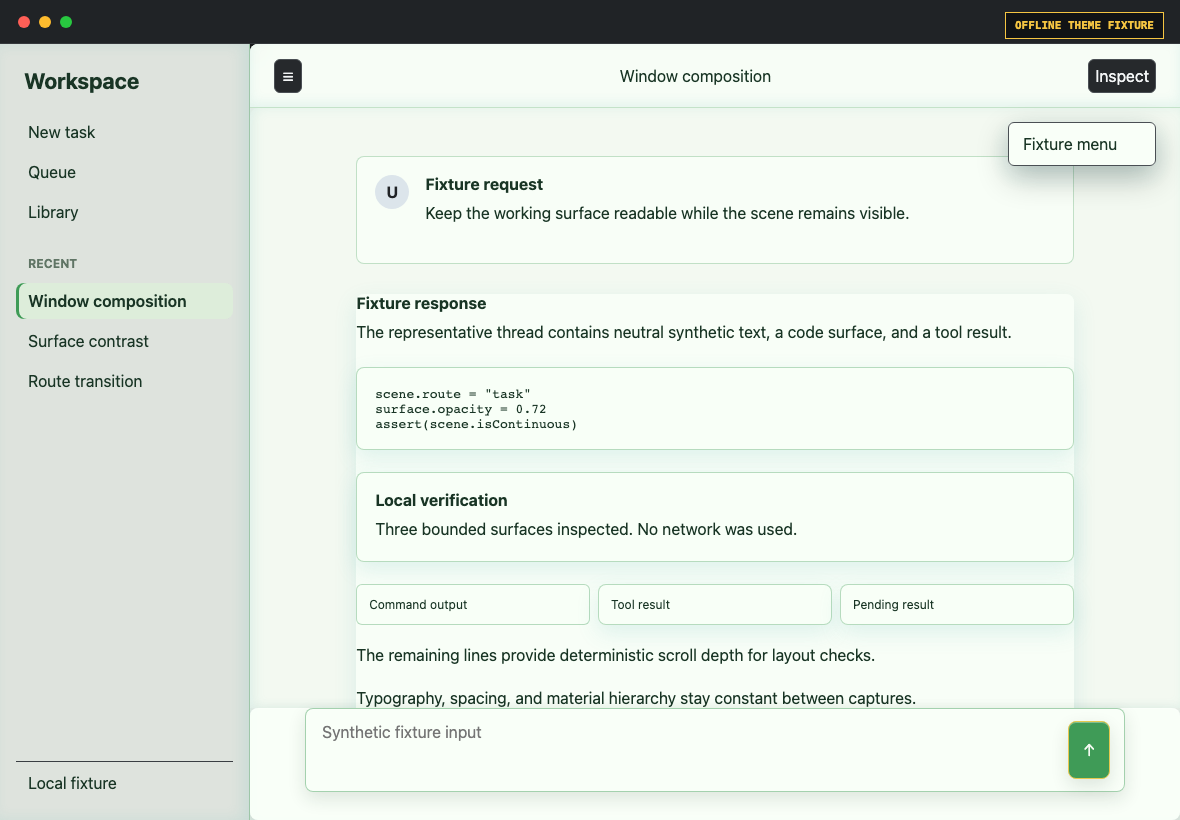 OFFLINE THEME FIXTURE
Workspace
New task
Queue
Library
RECENT
Window composition
Surface contrast
Route transition
Local fixture
Window composition
Inspect
Fixture menu
U
Fixture request
Keep the working surface readable while the scene remains visible.
Fixture response
The representative thread contains neutral synthetic text, a code surface, and a tool result.
scene.route = "task"
surface.opacity = 0.72
assert(scene.isContinuous)
Local verification
Three bounded surfaces inspected. No network was used.
Command output
Tool result
Pending result
The remaining lines provide deterministic scroll depth for layout checks.
Typography, spacing, and material hierarchy stay constant between captures.
Synthetic fixture input